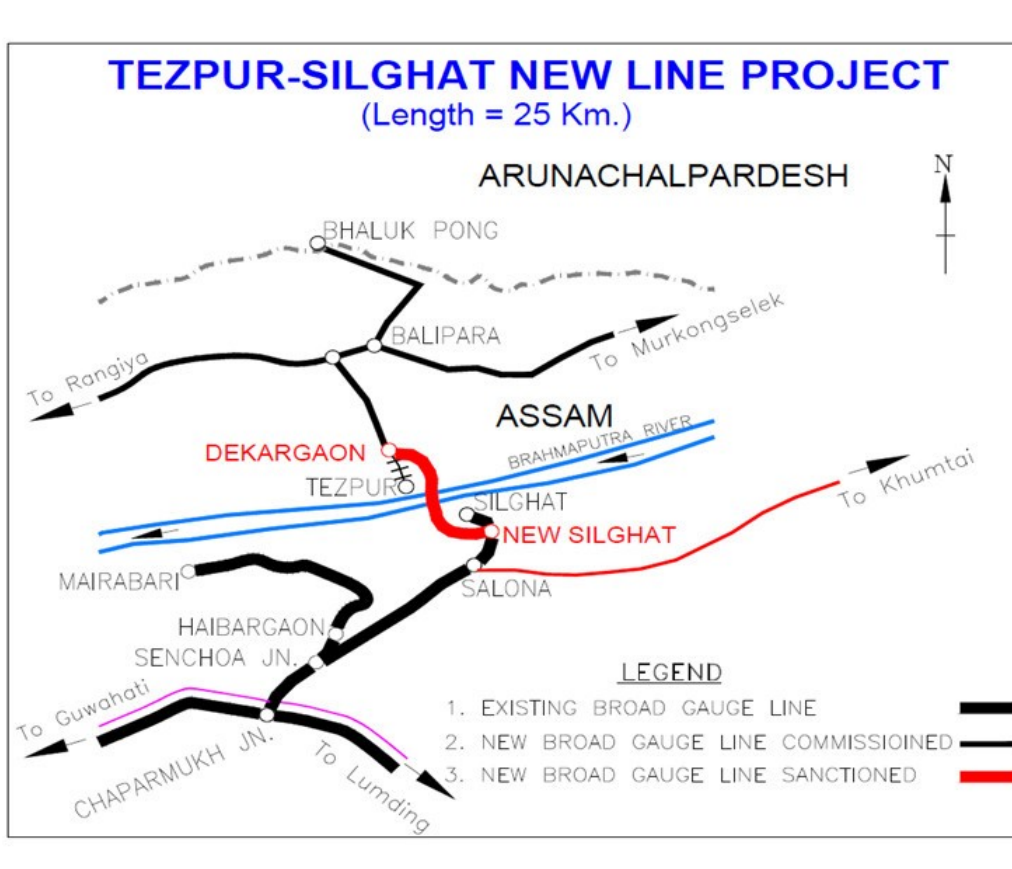 TEZPUR-SILGHAT NEW LINE PROJECT
(Length = 25 Km.)
ARUNACHALPARDESH
N
BHALUK PONG
BALIPARA
To Murkongselek
To Rangiya
ASSAM
DEKARGAON
BRAHMAPUTRA RIVER
TEZPUR
To Khumtai
SILGHAT
NEW SILGHAT
MAIRABARI
SALONA
HAIBARGAON
SENCHOA JN.
To Guwahati
CHAPARMUKH JN.
To Lumding
LEGEND
1. EXISTING BROAD GAUGE LINE
2. NEW BROAD GAUGE LINE COMMISSIOINED
3. NEW BROAD GAUGE LINE SANCTIONED